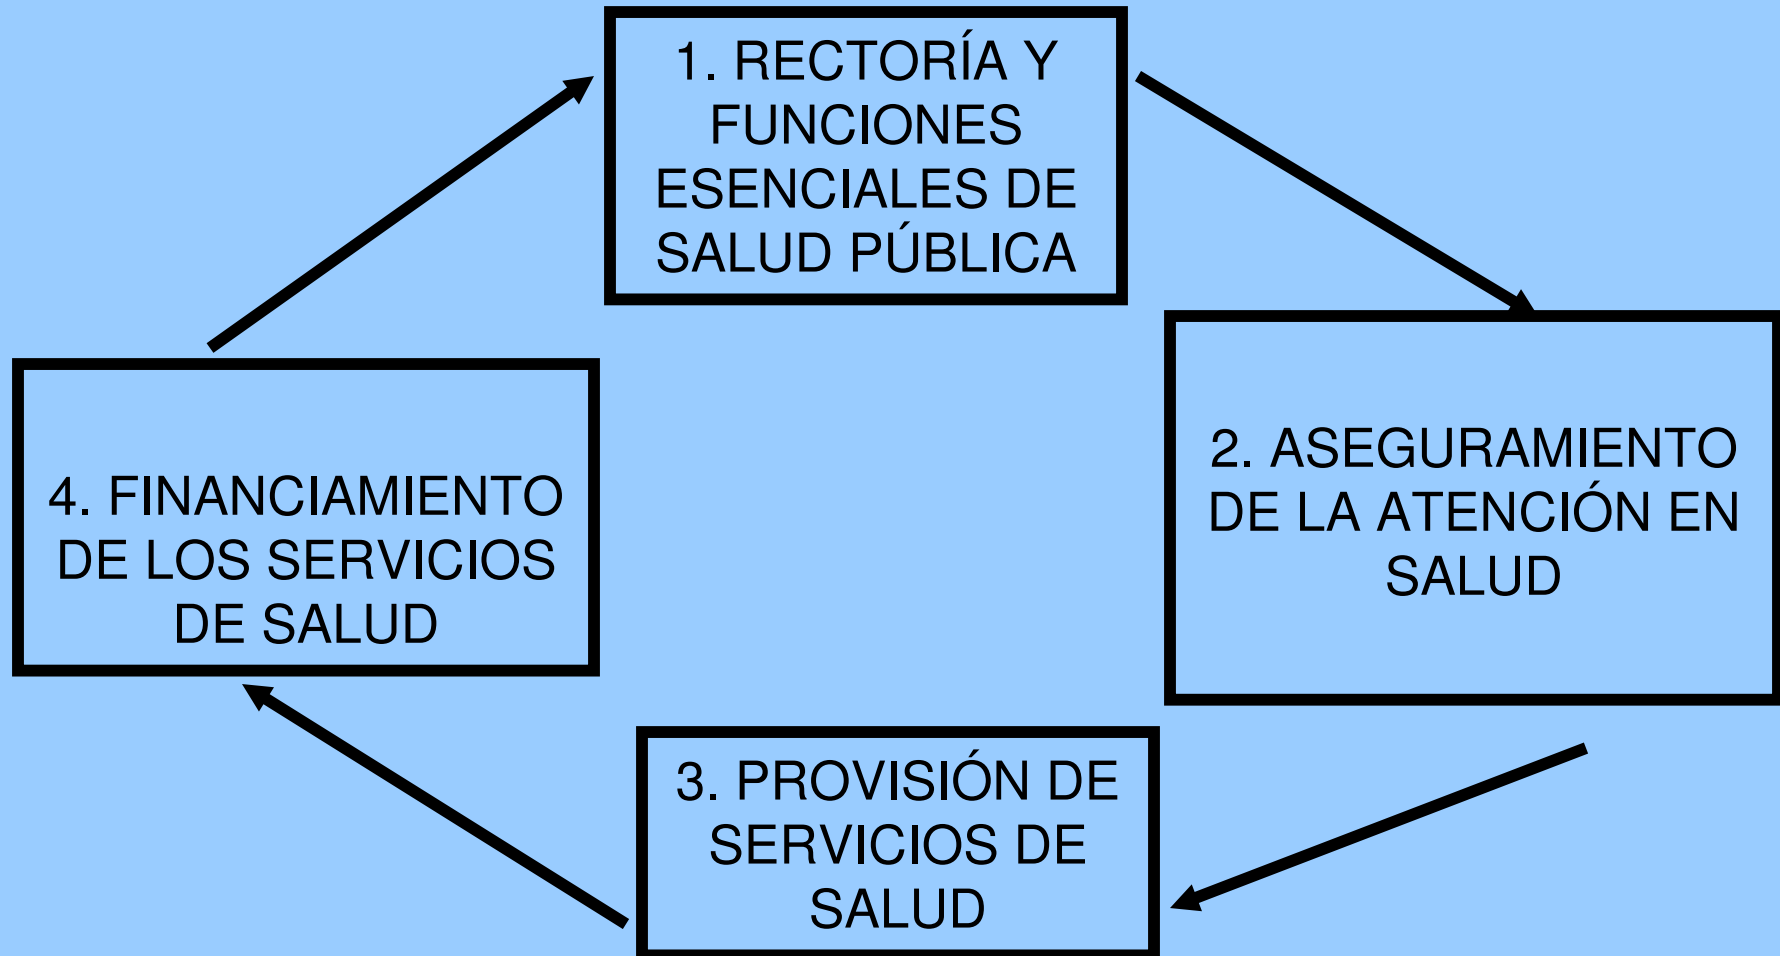 1. RECTORÍA Y
FUNCIONES
ESENCIALES DE
SALUD PÚBLICA
2. ASEGURAMIENTO
DE LA ATENCIÓN EN
SALUD
3. PROVISIÓN DE
SERVICIOS DE
SALUD
4. FINANCIAMIENTO
DE LOS SERVICIOS
DE SALUD